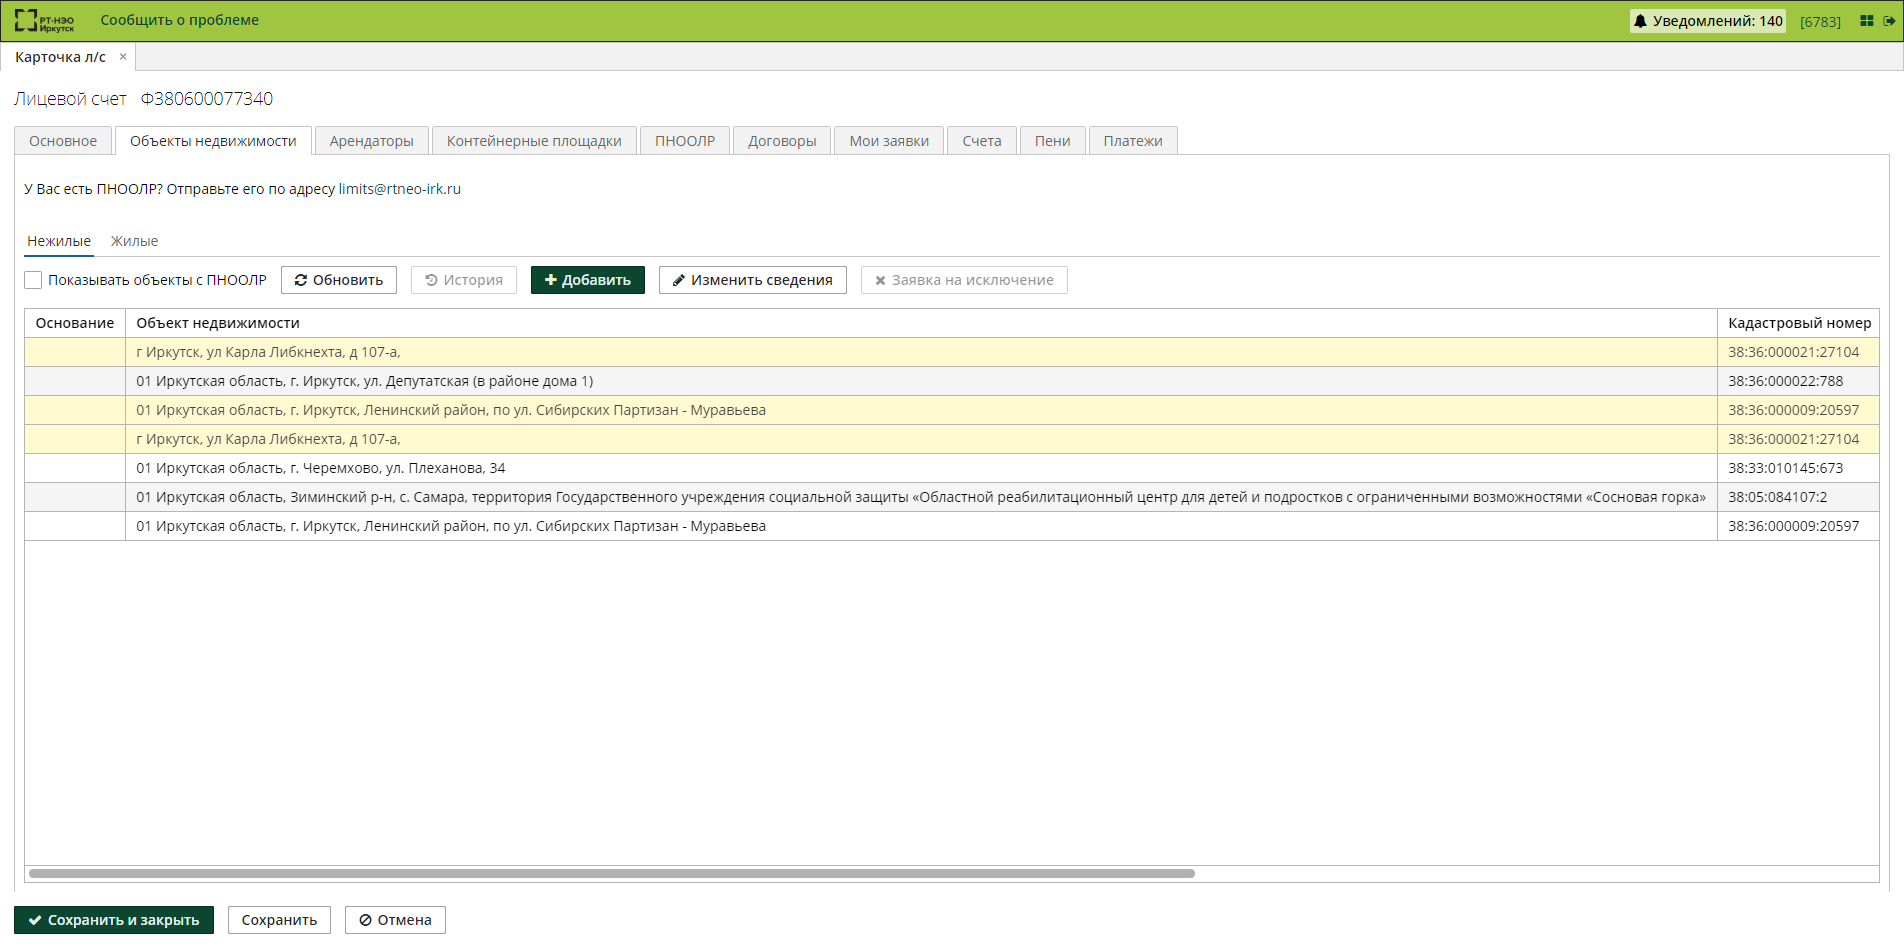 РТ-НЭО
Иркутск
Сообщить о проблеме
Уведомлений: 140
[6783]
Карточка л/с ×
Лицевой счет Ф380600077340
Основное Объекты недвижимости Арендаторы Контейнерные площадки ПНООЛР Договоры Мои заявки Счета Пени Платежи
У Вас есть ПНООЛР? Отправьте его по адресу limits@rtneo-irk.ru
Нежилые Жилые
Показывать объекты с ПНООЛР Обновить История Добавить Изменить сведения Заявка на исключение
Основание Объект недвижимости Кадастровый номер
г Иркутск, ул Карла Либкнехта, д 107-а, 38:36:000021:27104
01 Иркутская область, г. Иркутск, ул. Депутатская (в районе дома 1) 38:36:000022:788
01 Иркутская область, г. Иркутск, Ленинский район, по ул. Сибирских Партизан - Муравьева 38:36:000009:20597
г Иркутск, ул Карла Либкнехта, д 107-а, 38:36:000021:27104
01 Иркутская область, г. Черемхово, ул. Плеханова, 34 38:33:010145:673
01 Иркутская область, Зиминский р-н, с. Самара, территория Государственного учреждения социальной защиты «Областной реабилитационный центр для детей и подростков с ограниченными возможностями «Сосновая горка» 38:05:084107:2
01 Иркутская область, г. Иркутск, Ленинский район, по ул. Сибирских Партизан - Муравьева 38:36:000009:20597
Сохранить и закрыть Сохранить Отмена